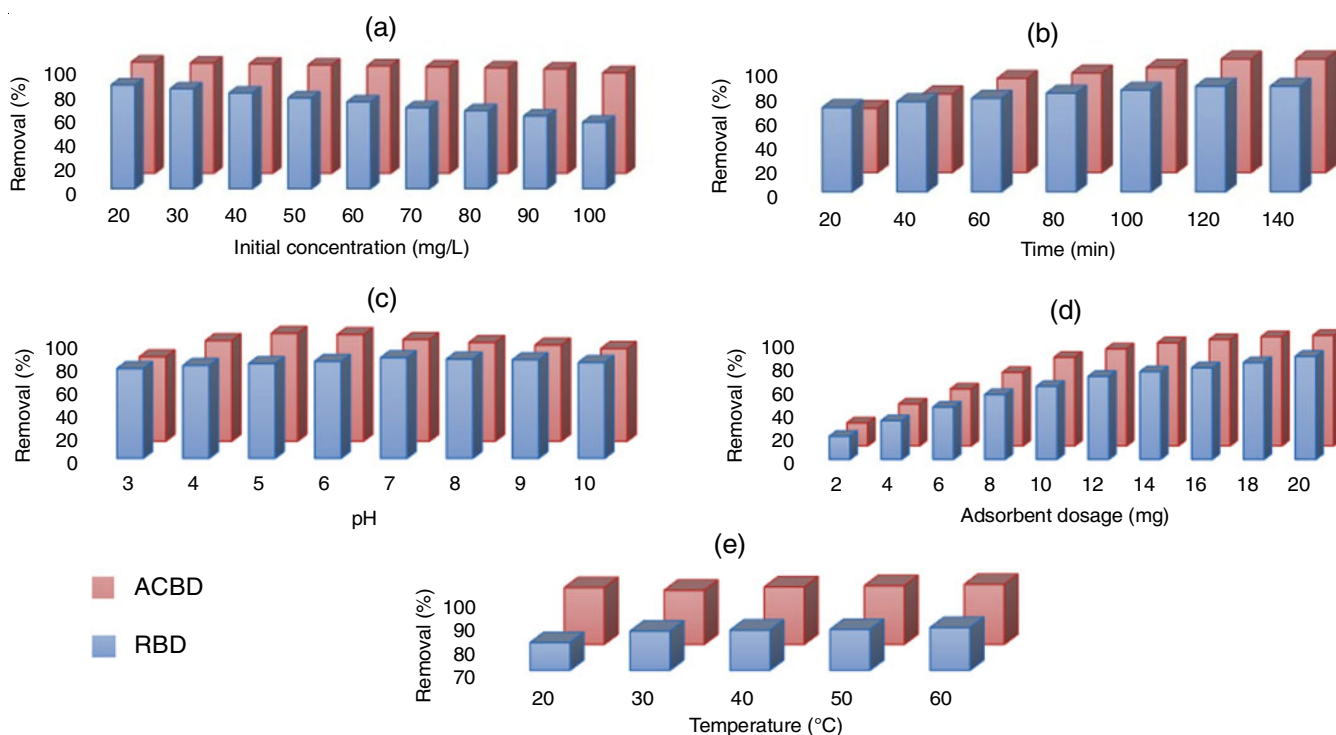 (a)
Removal (%)
100
80
60
40
20
0
20 30 40 50 60 70 80 90 100
Initial concentration (mg/L)
(b)
Removal (%)
100
80
60
40
20
0
20 40 60 80 100 120 140
Time (min)
(c)
Removal (%)
100
80
60
40
20
0
3 4 5 6 7 8 9 10
pH
(d)
Removal (%)
100
80
60
40
20
0
2 4 6 8 10 12 14 16 18 20
Adsorbent dosage (mg)
ACBD
RBD
(e)
Removal (%)
100
90
80
70
20 30 40 50 60
Temperature (°C)